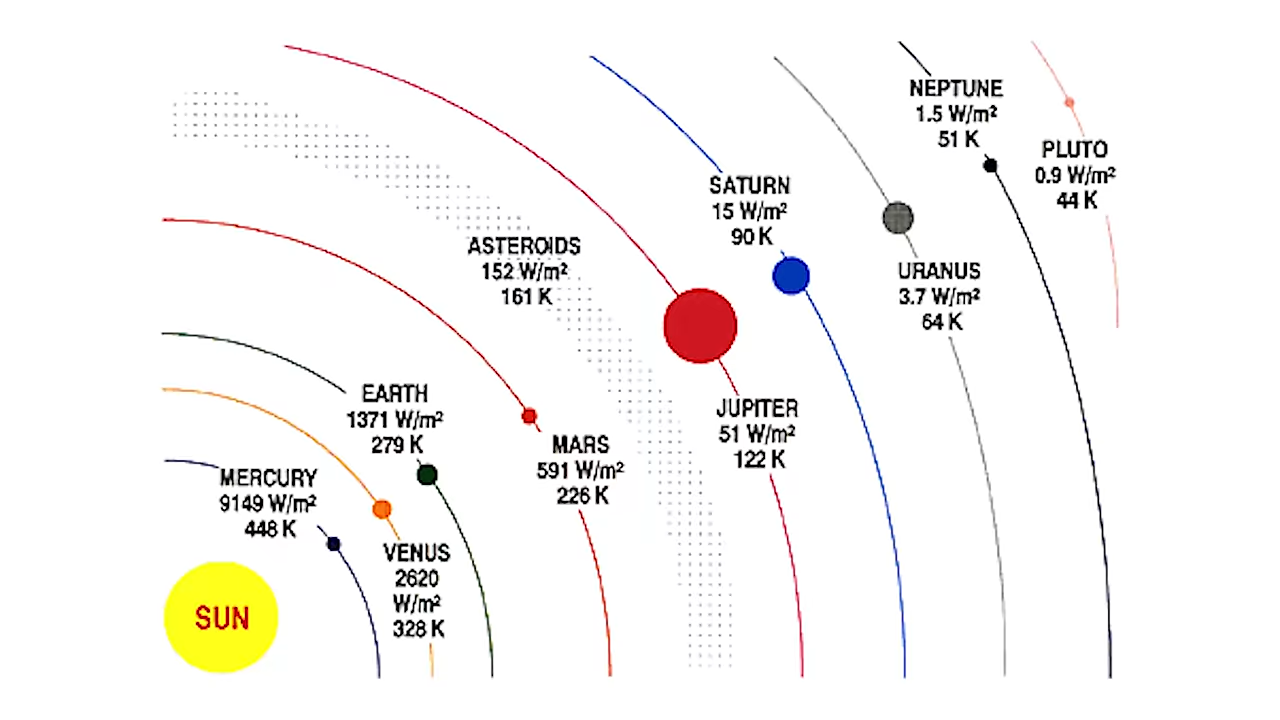 NEPTUNE
1.5 W/m²
51 K
PLUTO
0.9 W/m²
44 K
SATURN
15 W/m²
90 K
URANUS
3.7 W/m²
64 K
ASTEROIDS
152 W/m²
161 K
JUPITER
51 W/m²
122 K
EARTH
1371 W/m²
279 K
MARS
591 W/m²
226 K
MERCURY
9149 W/m²
448 K
VENUS
2620
W/m²
328 K
SUN